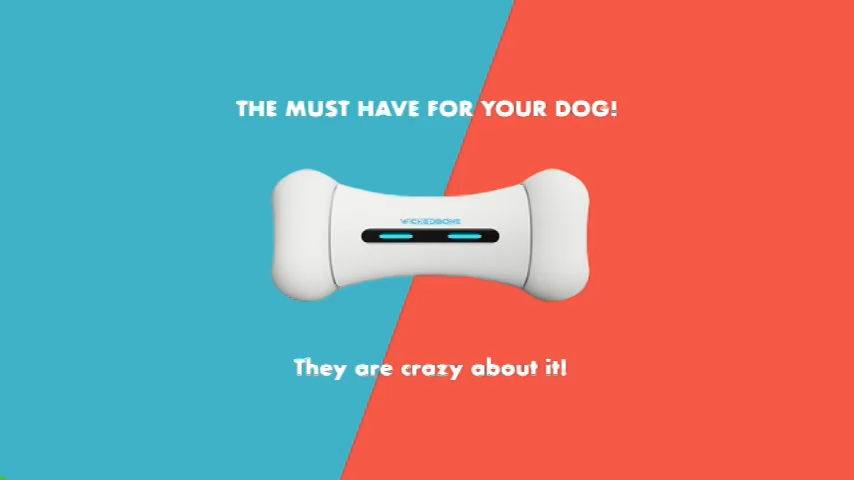 THE MUST HAVE FOR YOUR DOG!
WICKEDBONE
They are crazy about it!